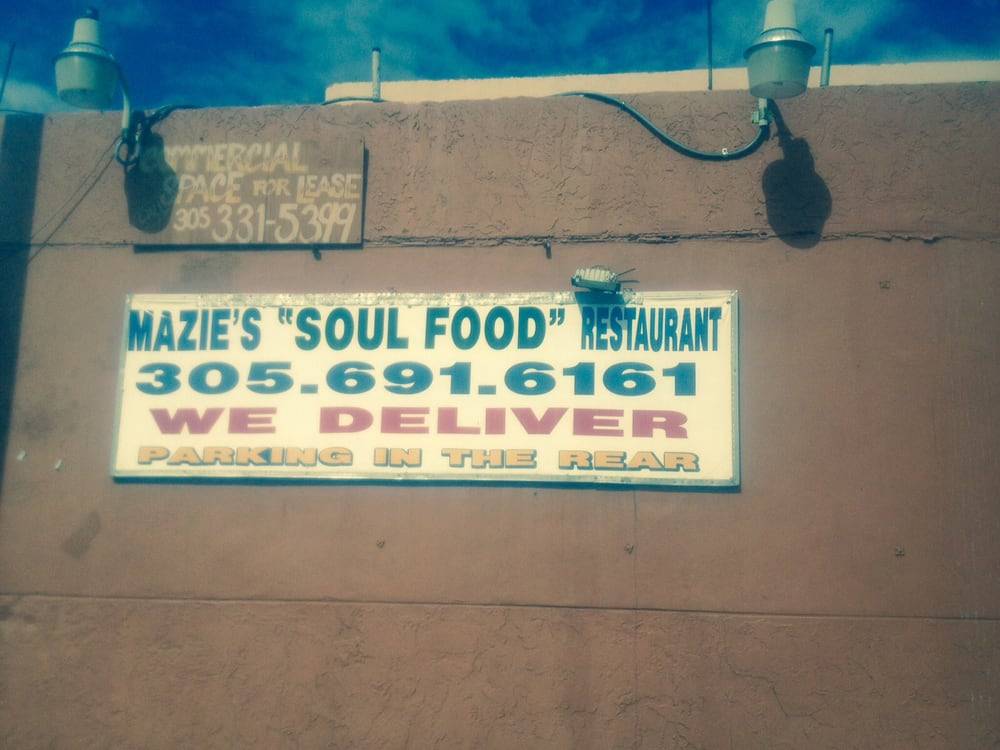 COMMERCIAL
SPACE FOR LEASE
305 331-5399
MAZIE'S "SOUL FOOD" RESTAURANT
305.691.6161
WE DELIVER
PARKING IN THE REAR